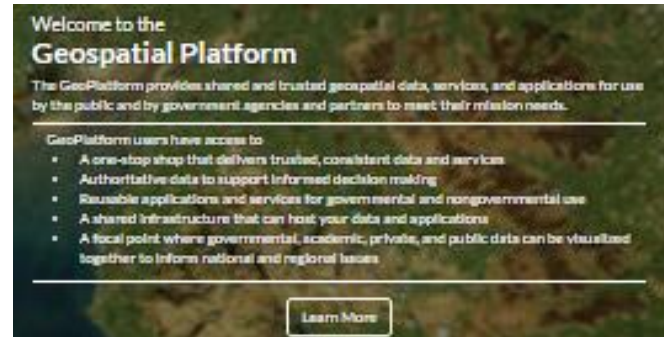 Welcome to the
Geospatial Platform
The GeoPlatform provides shared and trusted geospatial data, services, and applications for use
by the public and by government agencies and partners to meet their mission needs.
GeoPlatform users have access to
• A one-stop shop that delivers trusted, consistent data and services
• Authoritative data to support informed decision making
• Reusable applications and services for governmental and nongovernmental use
• A shared infrastructure that can host your data and applications
• A focal point where governmental, academic, private, and public data can be visualized
together to inform national and regional issues
Learn More